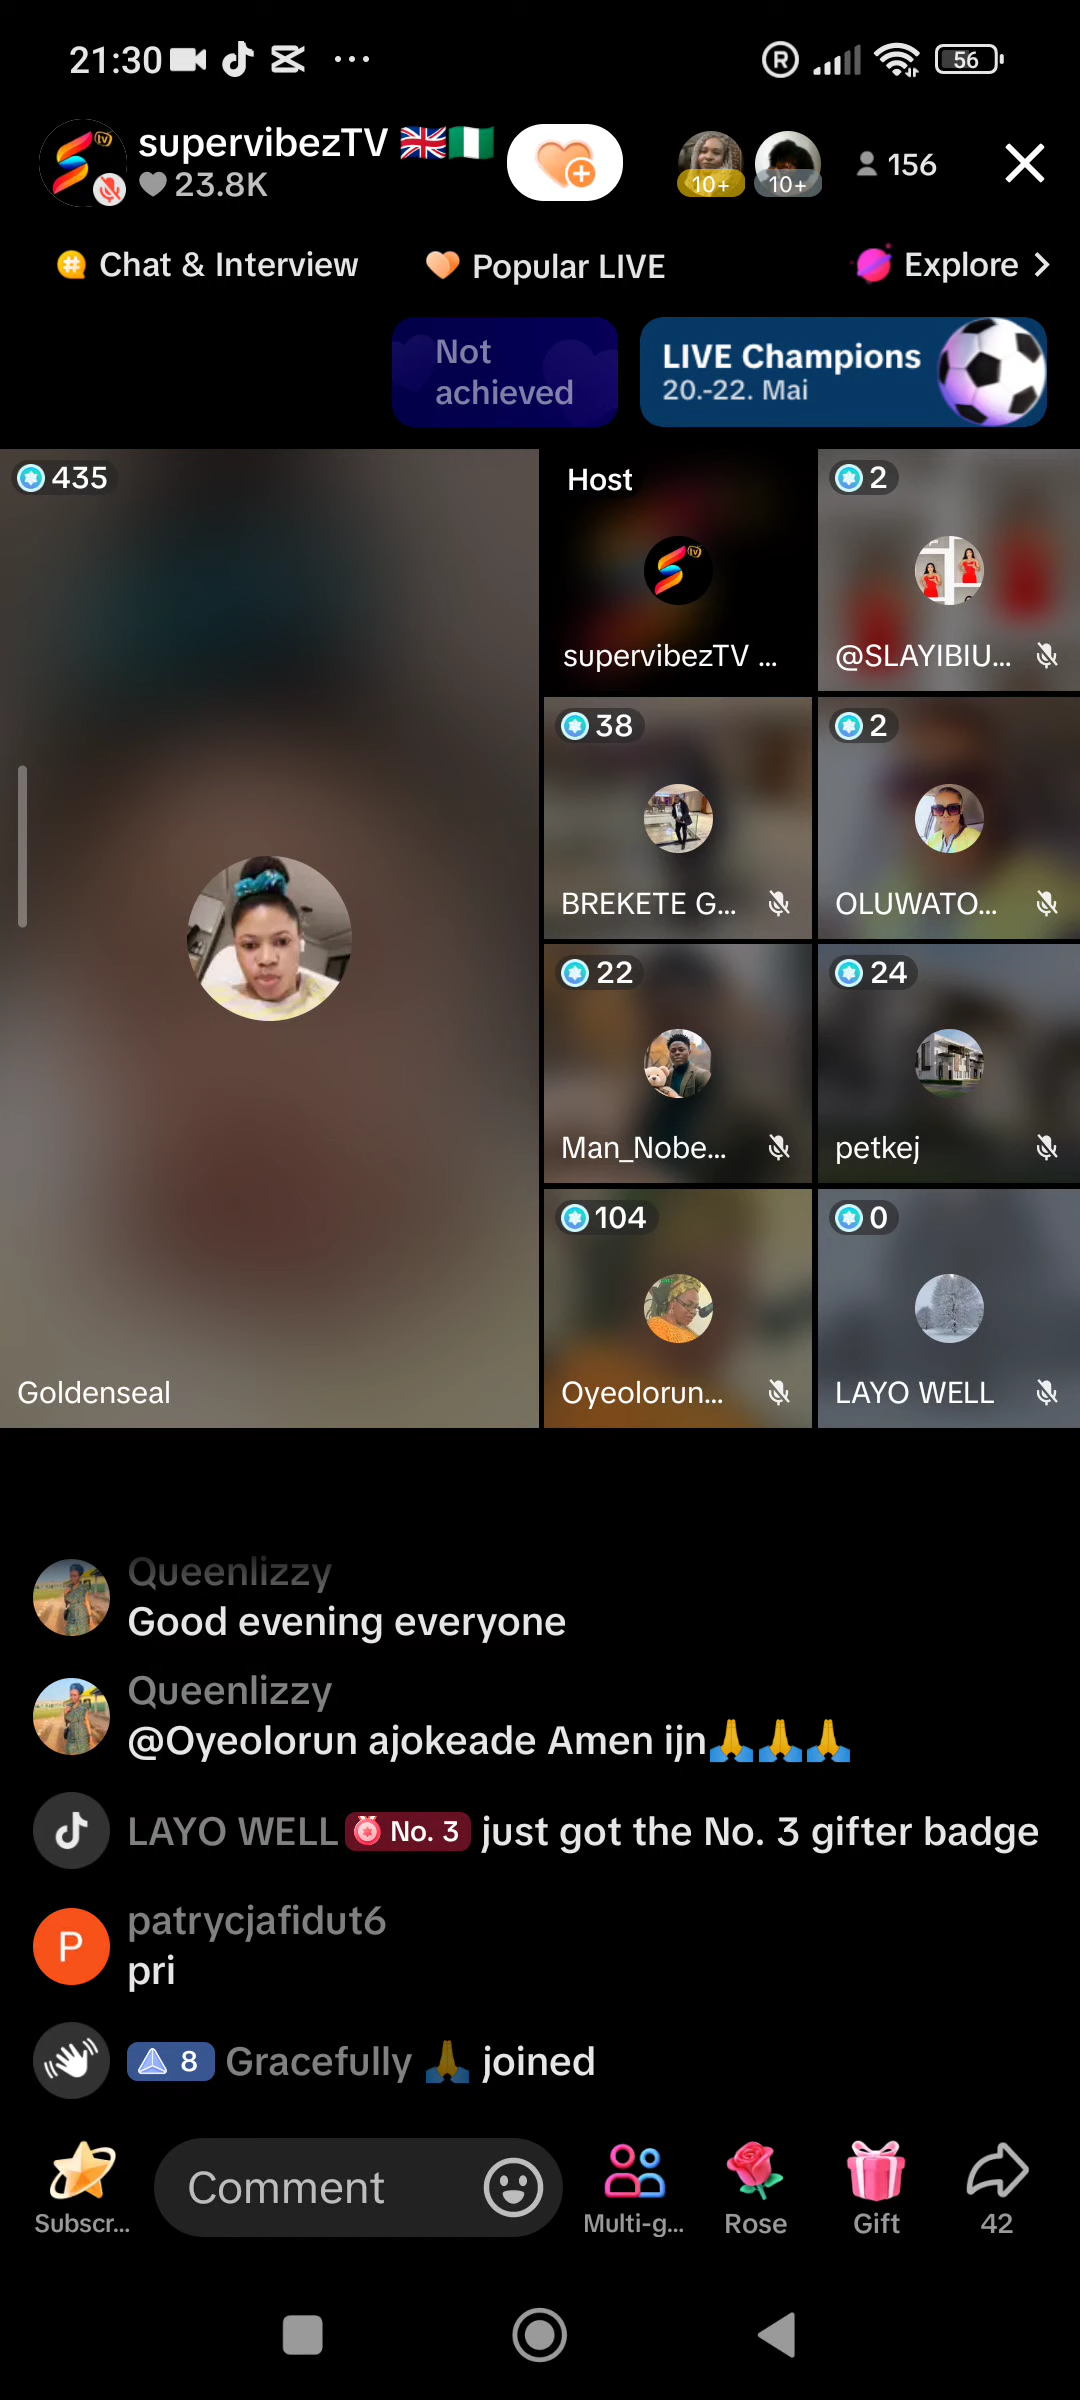 21:30
56
supervibezTV 🇬🇧🇳🇬
23.8K
10+
10+
156
Chat & Interview
Popular LIVE
Explore
Not
achieved
LIVE Champions
20.-22. Mai
435
Goldenseal
Host
supervibezTV ...
2
@SLAYIBIU...
38
BREKETE G...
2
OLUWATO...
22
Man_Nobe...
24
petkej
104
Oyeolorun...
0
LAYO WELL
Queenlizzy
Good evening everyone
Queenlizzy
@Oyeolorun ajokeade Amen ijn🙏🙏🙏
LAYO WELL No. 3 just got the No. 3 gifter badge
P
patrycjafidut6
pri
8 Gracefully 🙏 joined
Subscr...
Comment
Multi-g...
Rose
Gift
42